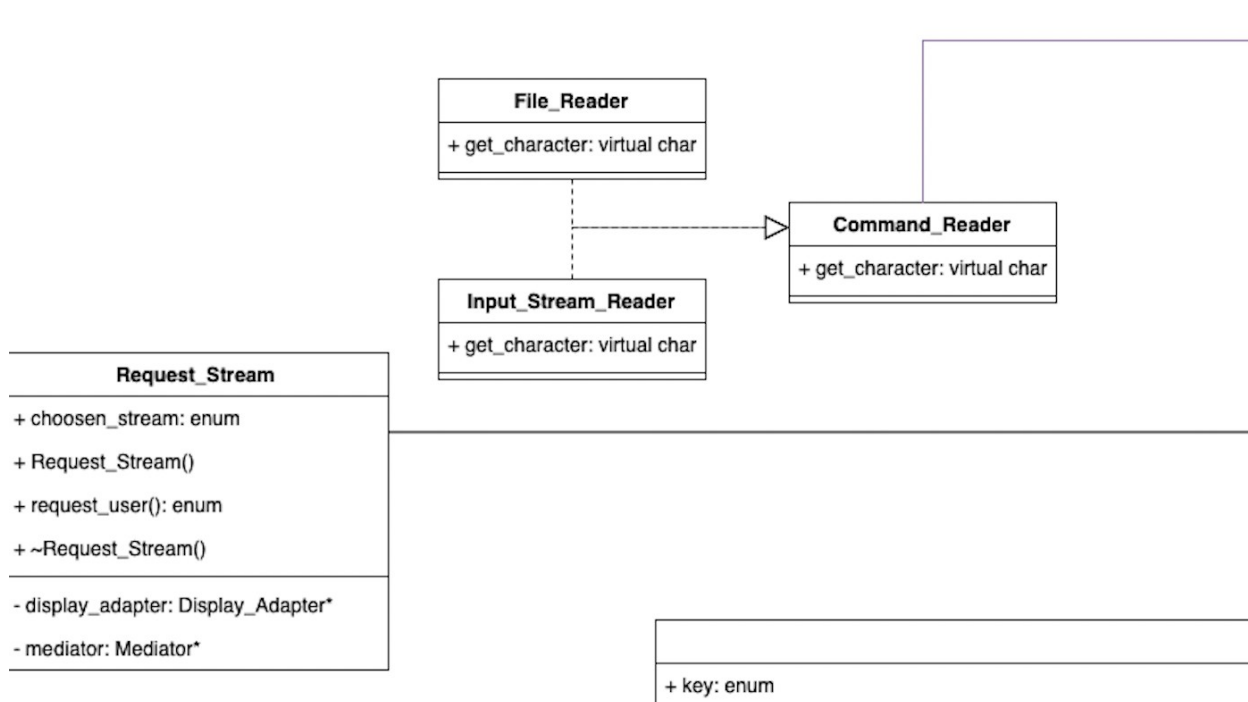 File_Reader
+ get_character: virtual char
Command_Reader
+ get_character: virtual char
Input_Stream_Reader
+ get_character: virtual char
Request_Stream
+ choosen_stream: enum
+ Request_Stream()
+ request_user(): enum
+ ~Request_Stream()
- display_adapter: Display_Adapter*
- mediator: Mediator*
+ key: enum